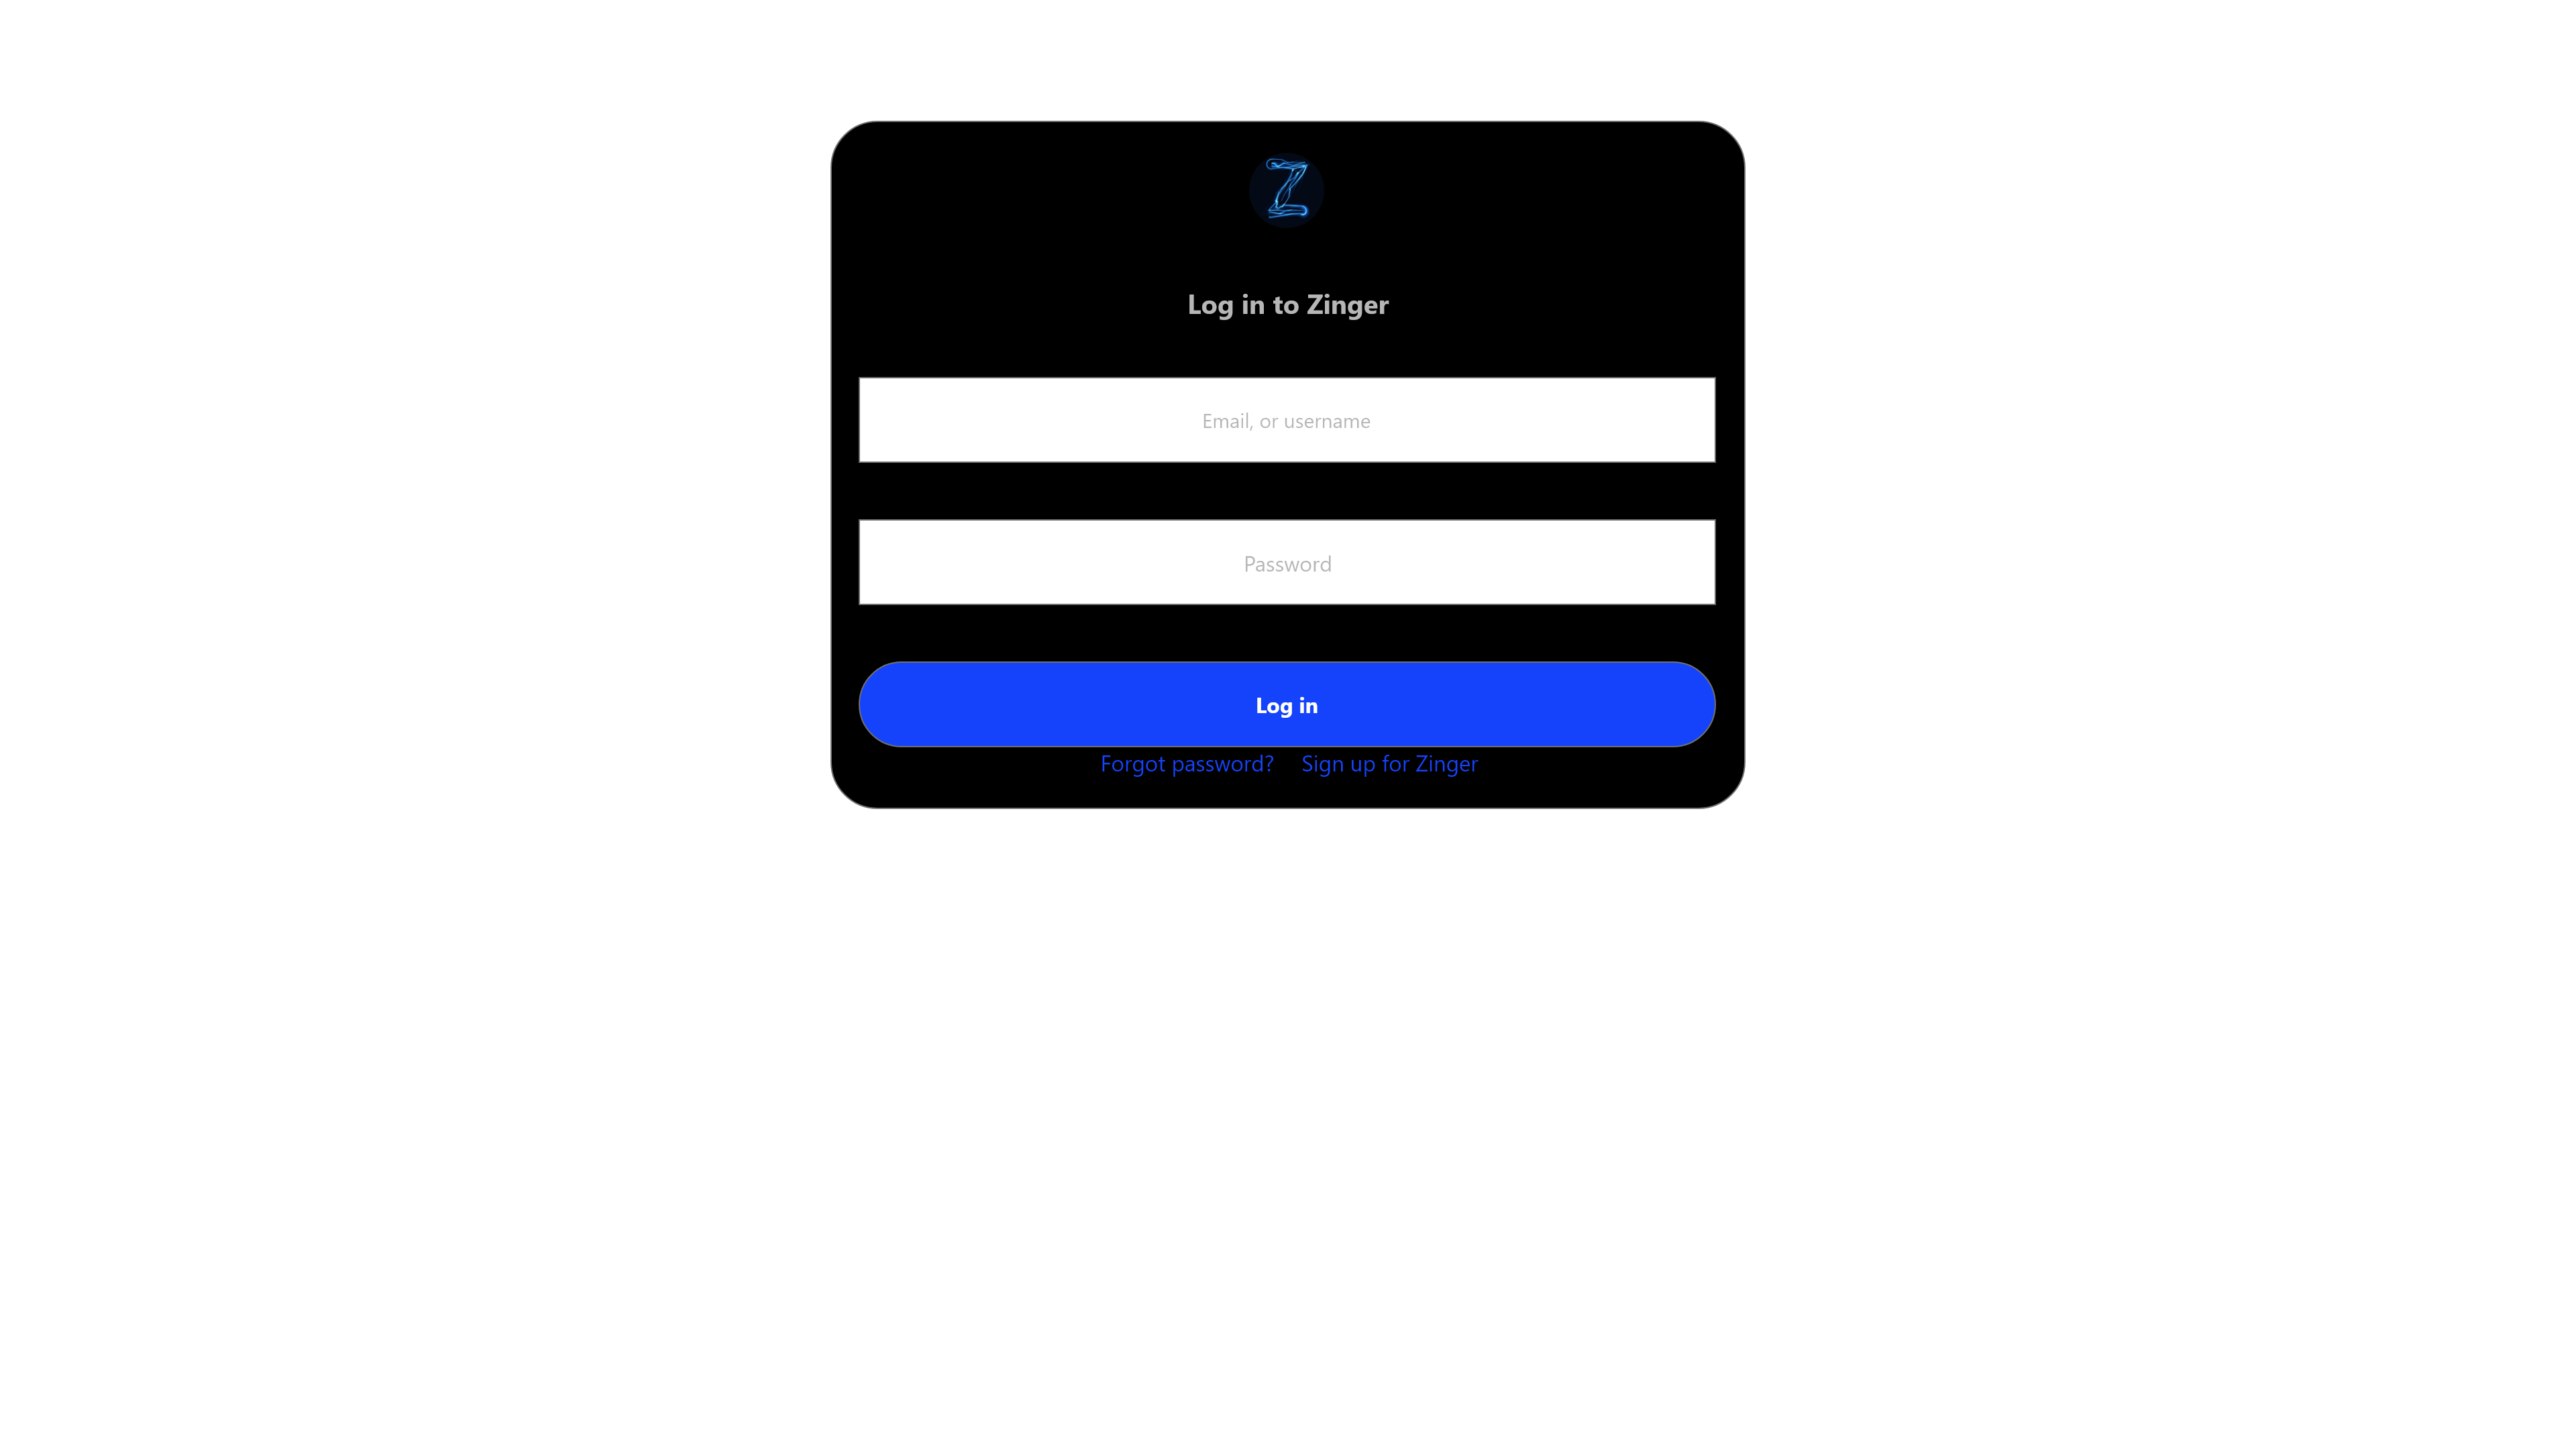 Z
Log in to Zinger
Email, or username
Password
Log in
Forgot password? Sign up for Zinger